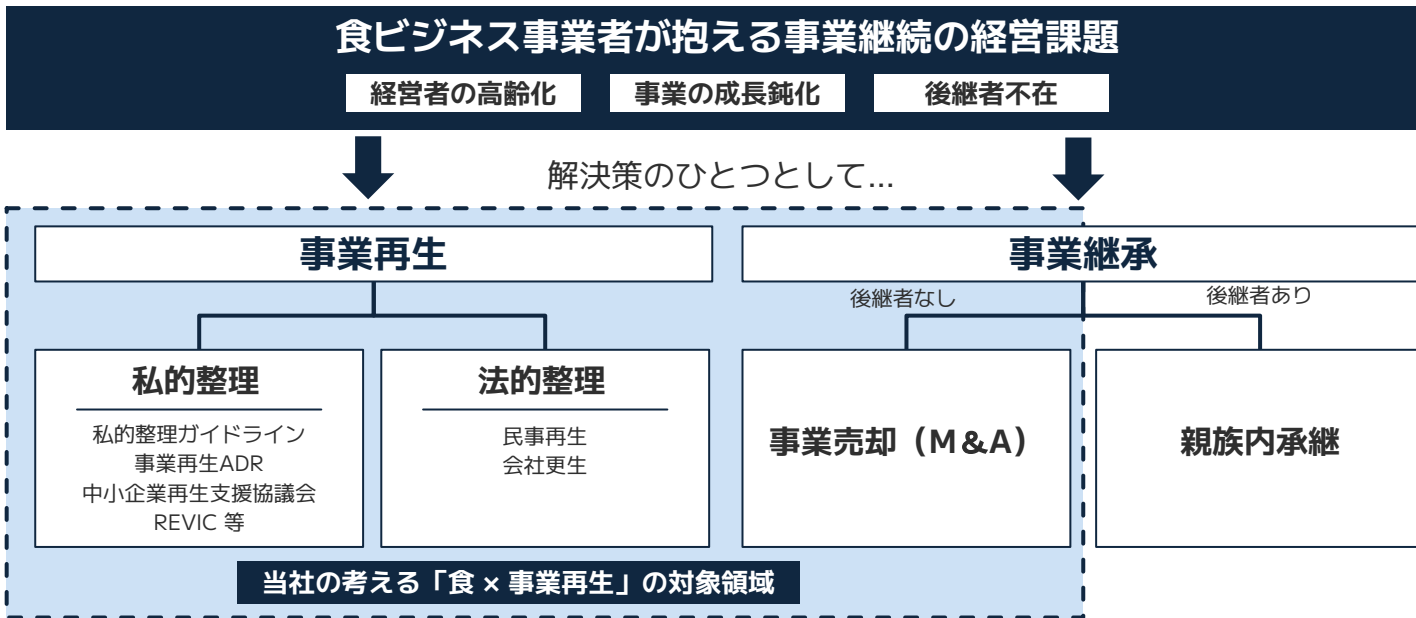 食ビジネス事業者が抱える事業継続の経営課題
経営者の高齢化
事業の成長鈍化
後継者不在
解決策のひとつとして...
事業再生
事業継承
後継者なし
後継者あり
私的整理
私的整理ガイドライン
事業再生ADR
中小企業再生支援協議会
REVIC 等
法的整理
民事再生
会社更生
事業売却（M&A）
親族内承継
当社の考える「食 × 事業再生」の対象領域